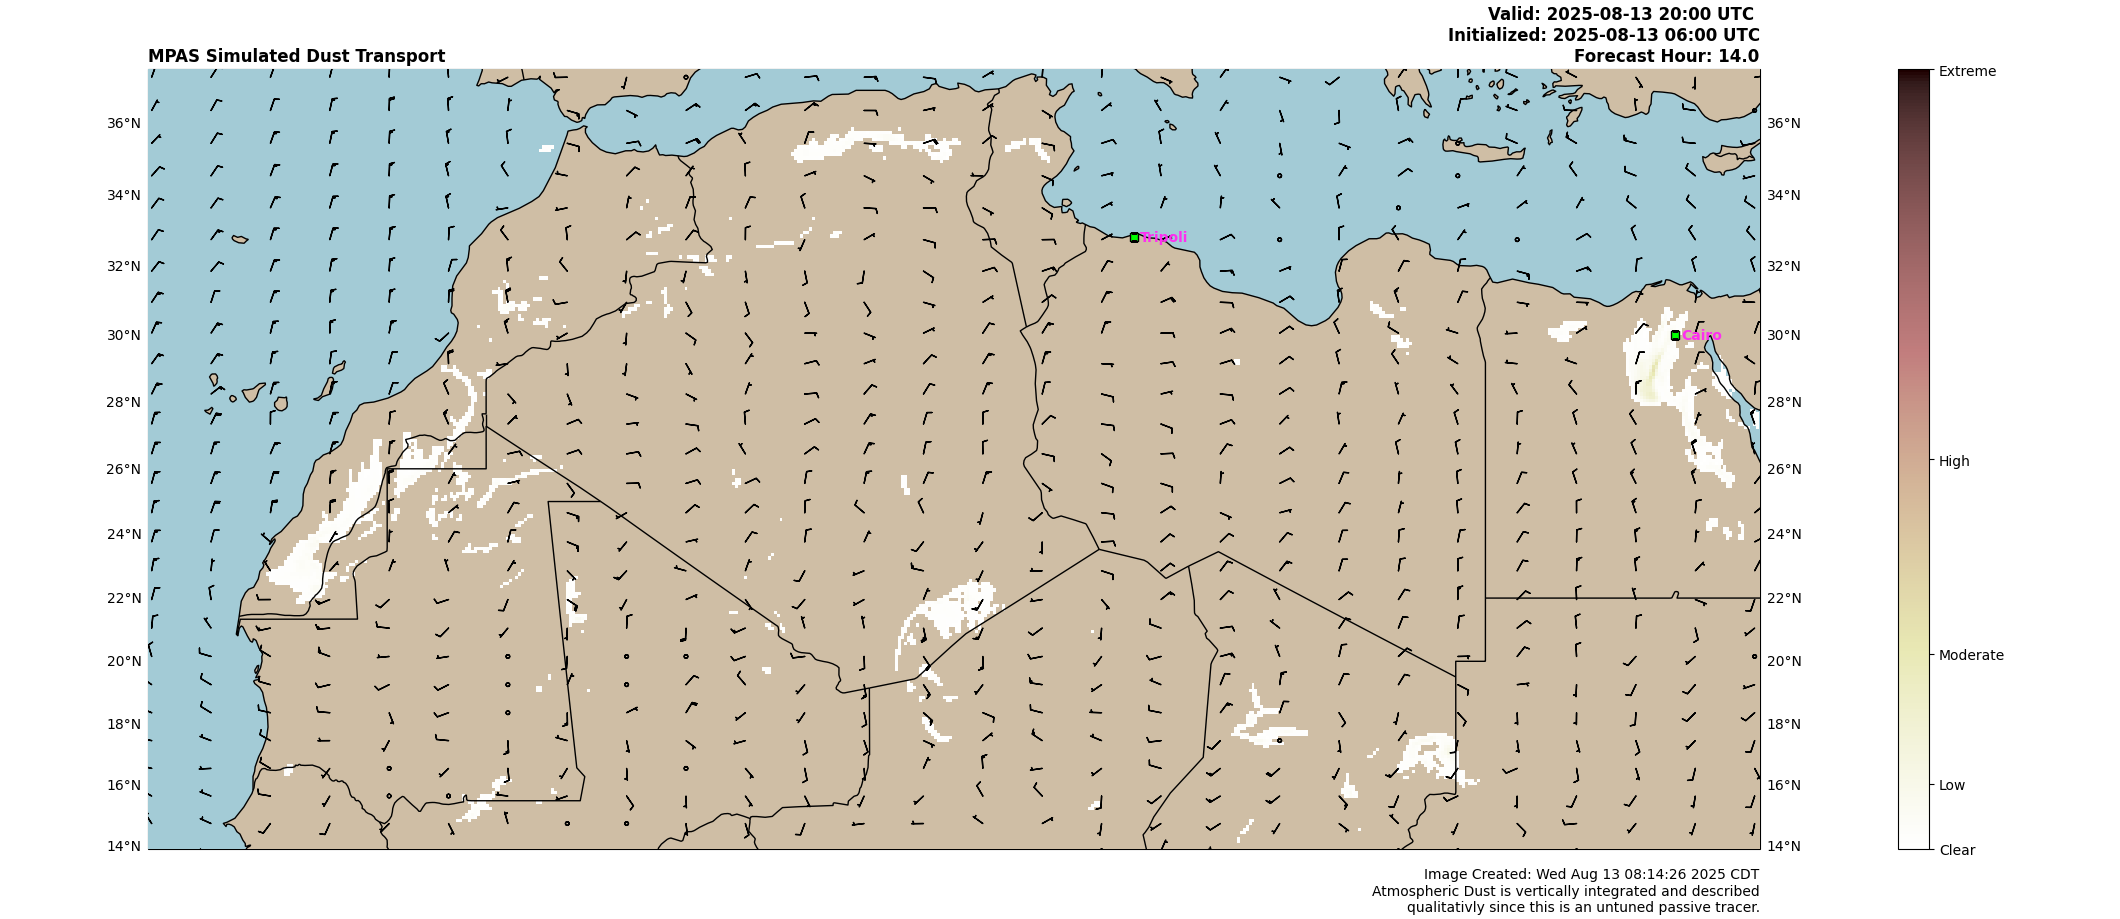 Valid: 2025-08-13 20:00 UTC
Initialized: 2025-08-13 06:00 UTC
MPAS Simulated Dust Transport
Forecast Hour: 14.0
Extreme
36°N
36°N
34°N
34°N
Tripoli
32°N
32°N
30°N
Cairo
30°N
28°N
28°N
26°N
26°N
High
24°N
24°N
22°N
22°N
20°N
20°N
Moderate
18°N
18°N
16°N
16°N
Low
14°N
14°N
Clear
Image Created: Wed Aug 13 08:14:26 2025 CDT
Atmospheric Dust is vertically integrated and described
qualitativly since this is an untuned passive tracer.